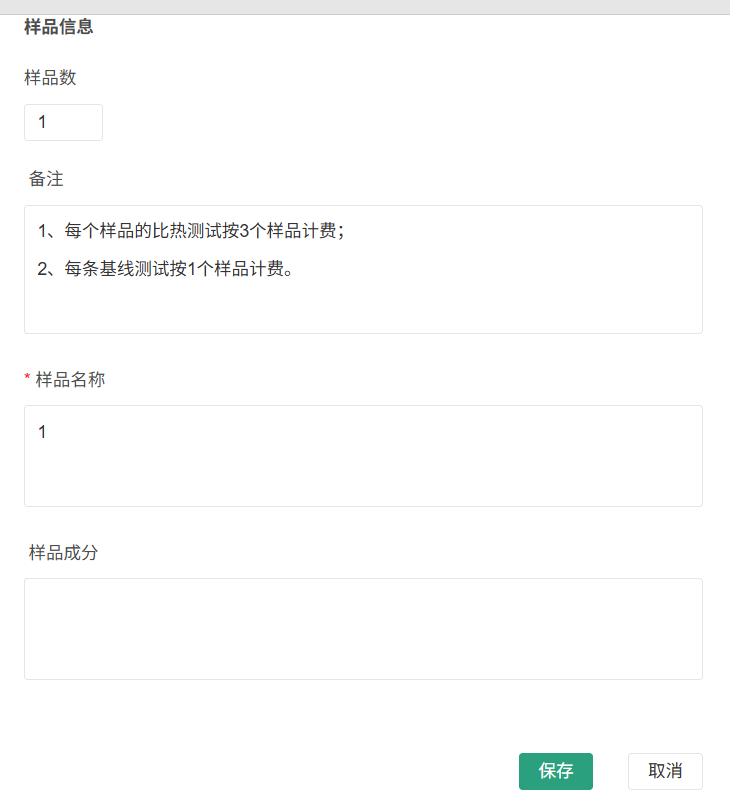 样品信息
样品数
1
备注
1、每个样品的比热测试按3个样品计费；
2、每条基线测试按1个样品计费。
* 样品名称
1
样品成分
保存 取消